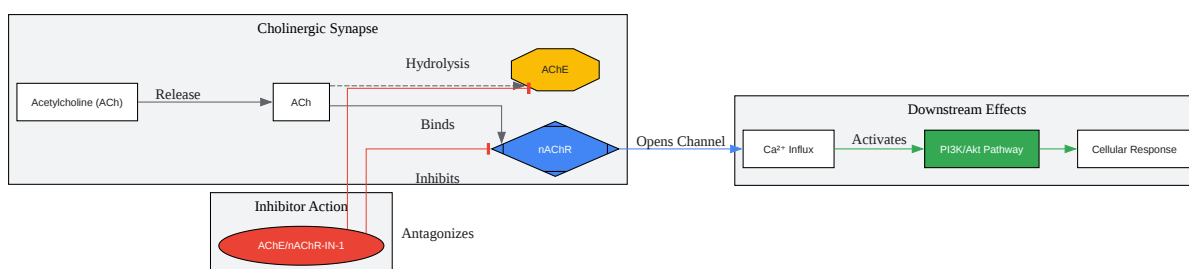 Cholinergic Synapse
Hydrolysis
AChE
Acetylcholine (ACh)
Release
ACh
Binds
nAChR
Inhibits
Opens Channel
Downstream Effects
Ca²⁺ Influx
Activates
PI3K/Akt Pathway
Cellular Response
Inhibitor Action
AChE/nAChR-IN-1
Antagonizes